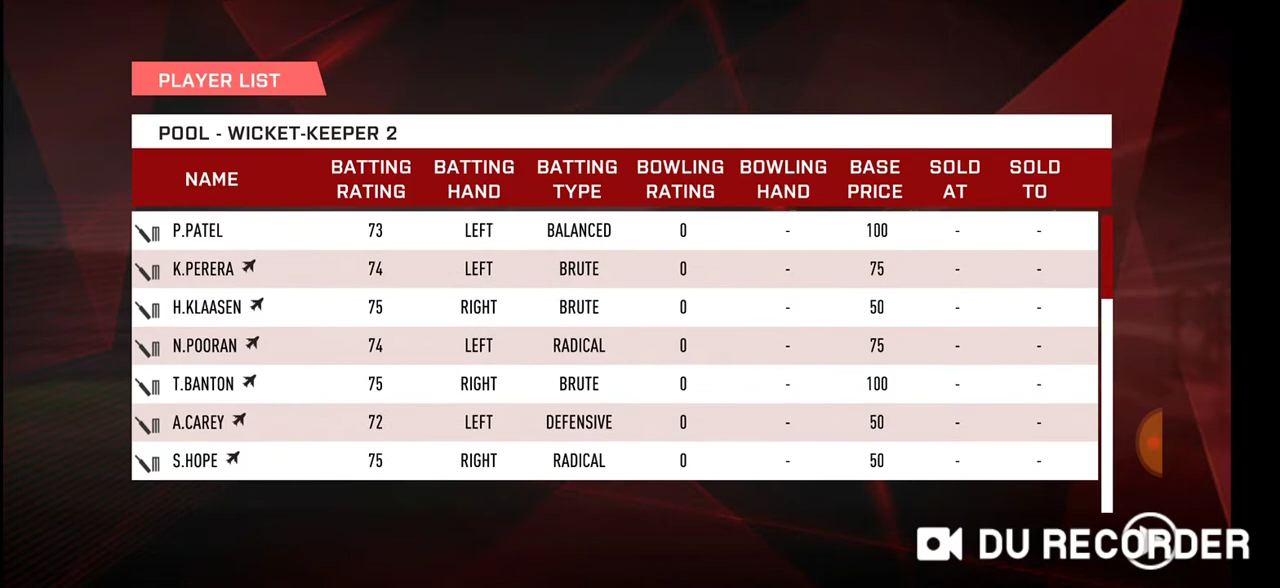 PLAYER LIST
POOL - WICKET-KEEPER 2
NAME BATTING RATING BATTING HAND BATTING TYPE BOWLING RATING BOWLING HAND BASE PRICE SOLD AT SOLD TO
P.PATEL 73 LEFT BALANCED 0 - 100 - -
K.PERERA 74 LEFT BRUTE 0 - 75 - -
H.KLAASEN 75 RIGHT BRUTE 0 - 50 - -
N.POORAN 74 LEFT RADICAL 0 - 75 - -
T.BANTON 75 RIGHT BRUTE 0 - 100 - -
A.CAREY 72 LEFT DEFENSIVE 0 - 50 - -
S.HOPE 75 RIGHT RADICAL 0 - 50 - -
DU RECORDER